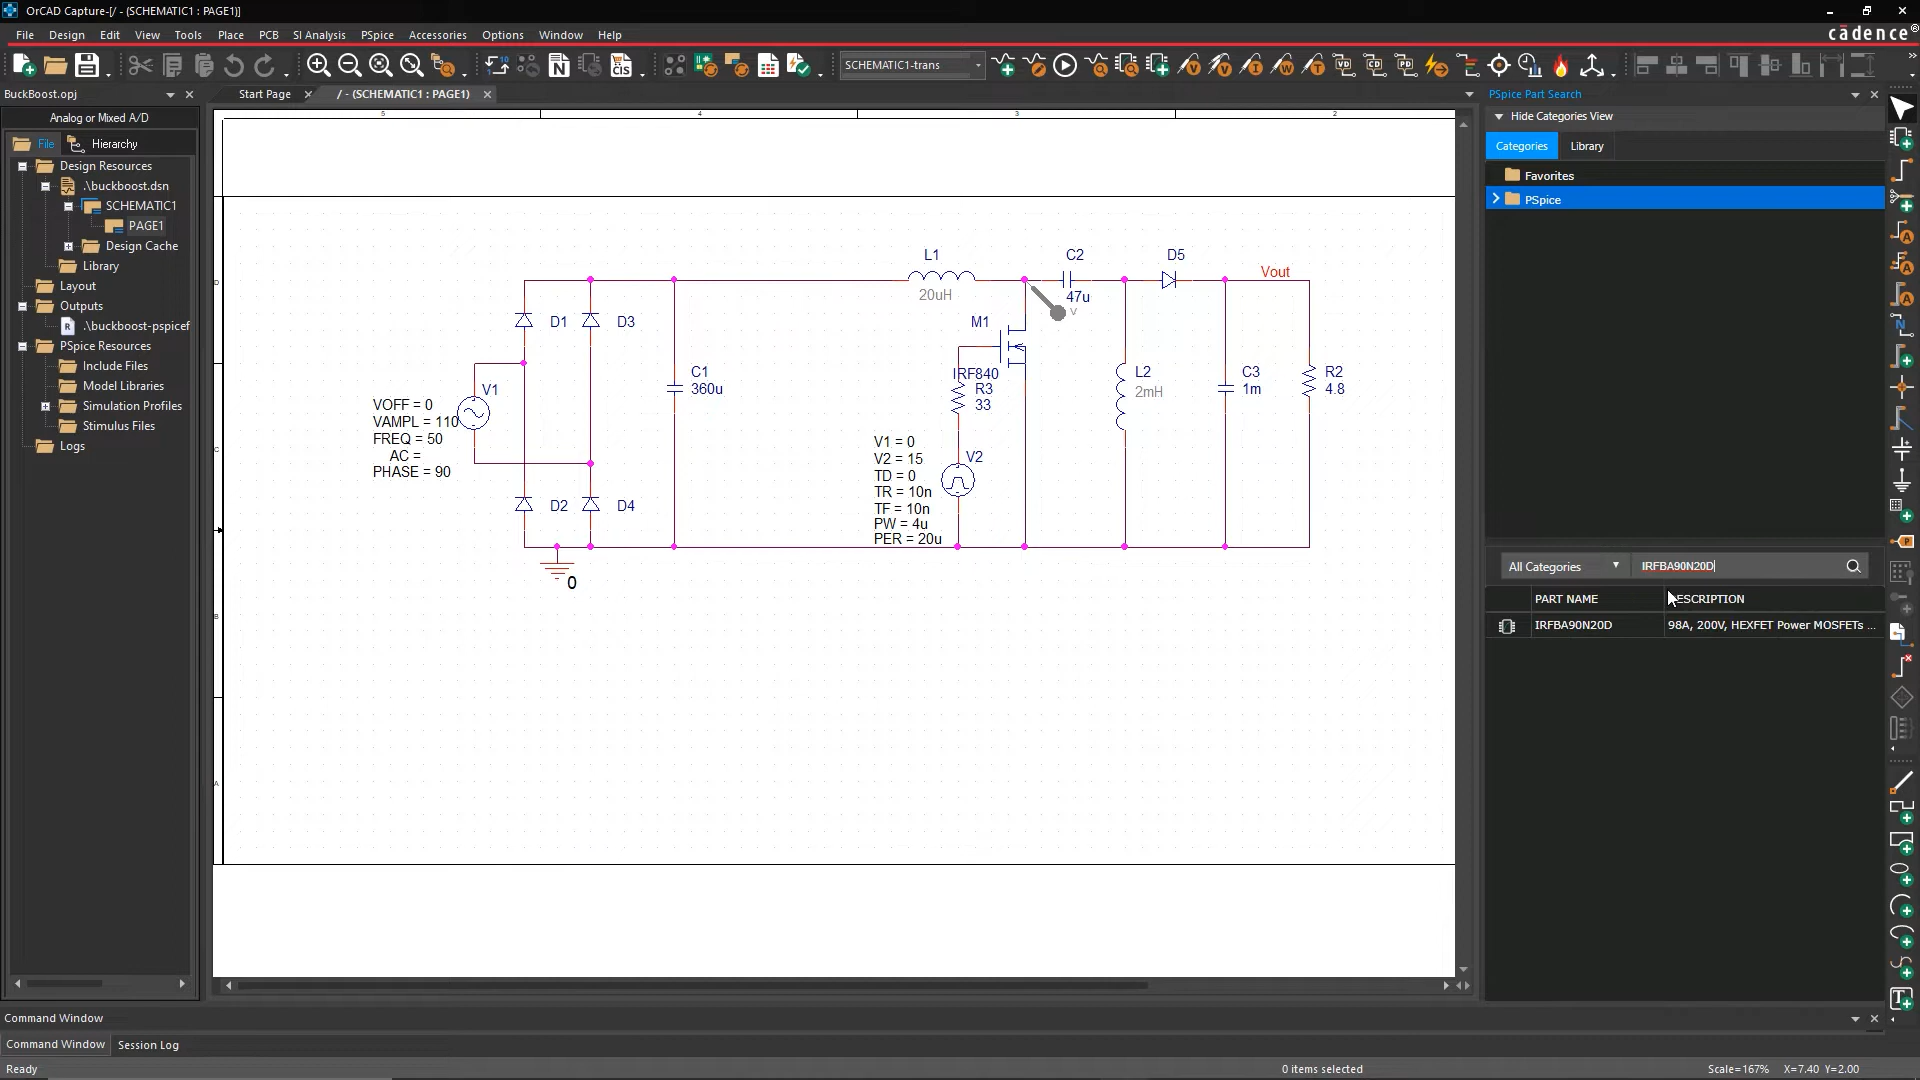 OrCAD Capture-[/ - (SCHEMATIC1 : PAGE1)]
File Design Edit View Tools Place PCB SI Analysis PSpice Accessories Options Window Help
cādence®
SCHEMATIC1-trans
BuckBoost.opj
Start Page
/ - (SCHEMATIC1 : PAGE1)
PSpice Part Search
Analog or Mixed A/D
File Hierarchy
Design Resources
.\buckboost.dsn
SCHEMATIC1
PAGE1
Design Cache
Library
Layout
Outputs
.\buckboost-pspicef
PSpice Resources
Include Files
Model Libraries
Simulation Profiles
Stimulus Files
Logs
5 4 3 2
D
C
B
A
L1
20uH
C2
47u
D5
Vout
V
D1
D3
M1
IRF840
C1
360u
R3
33
L2
2mH
C3
1m
R2
4.8
V1
VOFF = 0
VAMPL = 110
FREQ = 50
AC =
PHASE = 90
V2
V1 = 0
V2 = 15
TD = 0
TR = 10n
TF = 10n
PW = 4u
PER = 20u
D2
D4
0
Hide Categories View
Categories Library
Favorites
PSpice
All Categories IRFBA90N20D
PART NAME
IRFBA90N20D 98A, 200V, HEXFET Power MOSFETs ...
Command Window
Command Window Session Log
Ready 0 items selected Scale=167% X=7.40 Y=2.00